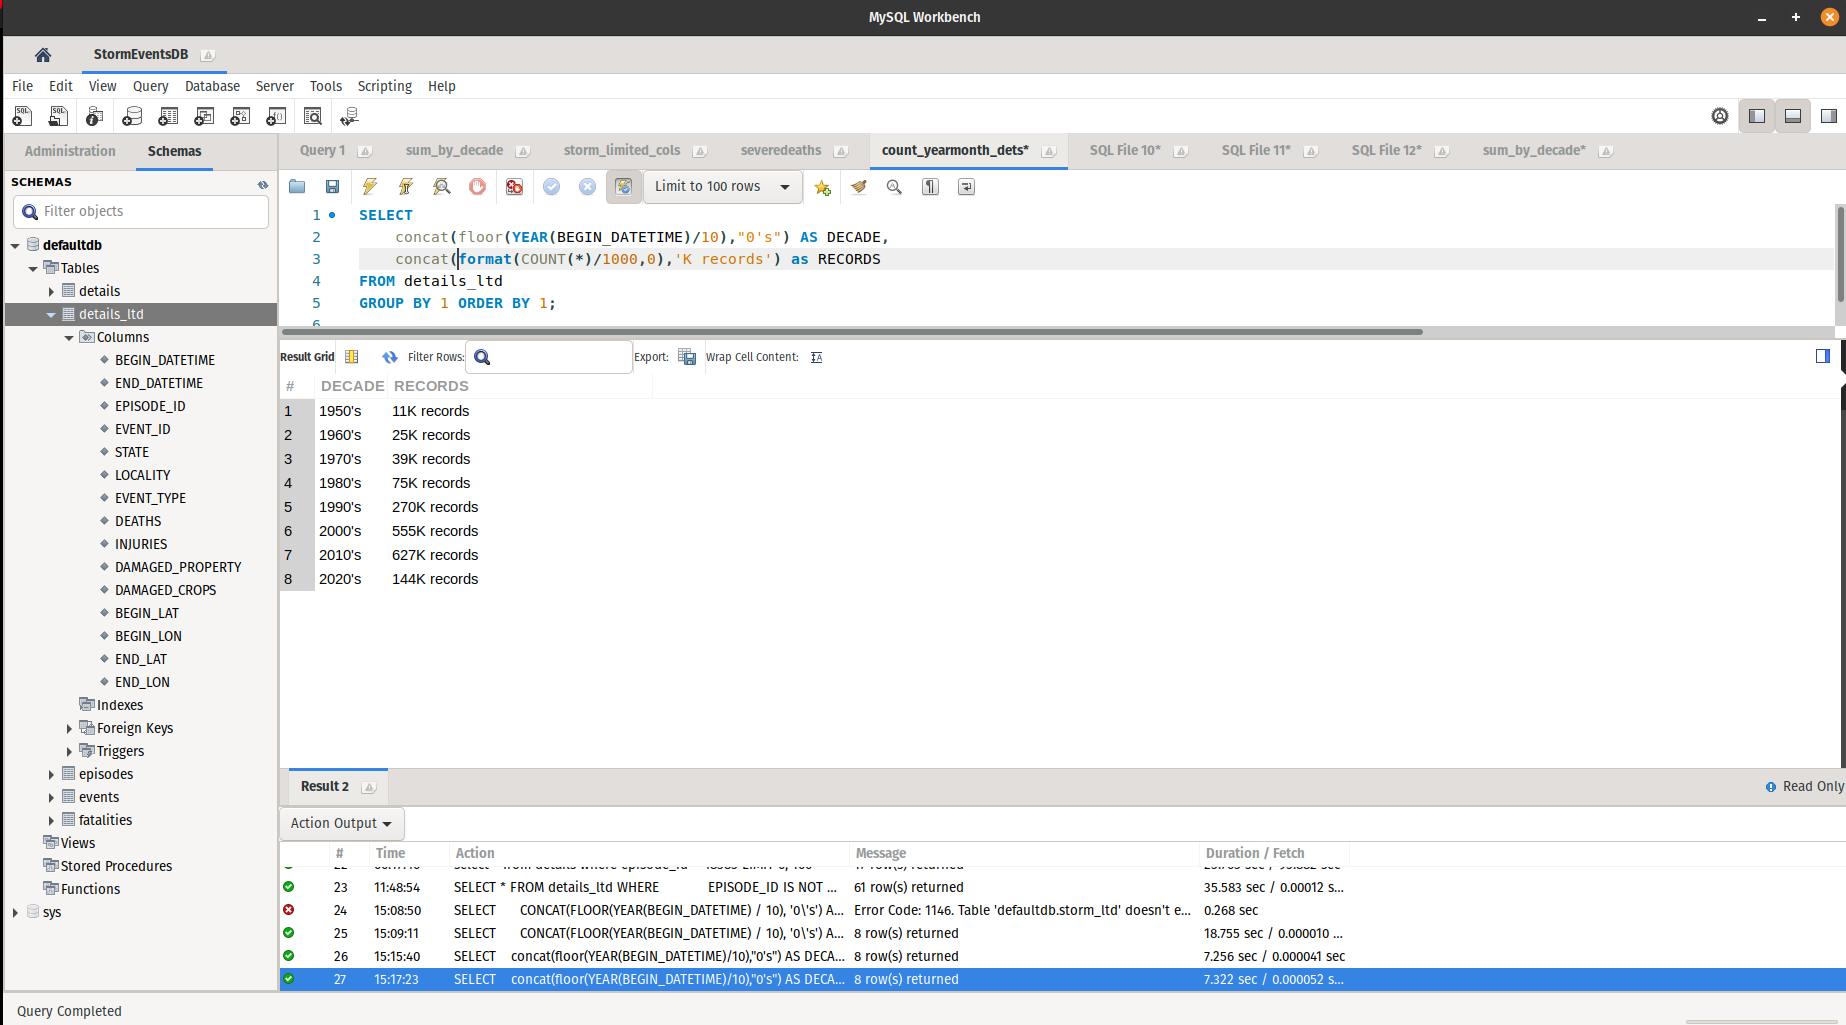 MySQL Workbench
StormEventsDB
File Edit View Query Database Server Tools Scripting Help
Administration Schemas
Query 1 sum_by_decade storm_limited_cols severedeaths count_yearmonth_dets* SQL File 10* SQL File 11* SQL File 12* sum_by_decade*
SCHEMAS
Filter objects
defaultdb
Tables
details
details_ltd
Columns
BEGIN_DATETIME
END_DATETIME
EPISODE_ID
EVENT_ID
STATE
LOCALITY
EVENT_TYPE
DEATHS
INJURIES
DAMAGED_PROPERTY
DAMAGED_CROPS
BEGIN_LAT
BEGIN_LON
END_LAT
END_LON
Indexes
Foreign Keys
Triggers
episodes
events
fatalities
Views
Stored Procedures
Functions
sys
Limit to 100 rows
1 SELECT
2 concat(floor(YEAR(BEGIN_DATETIME)/10),"0's") AS DECADE,
3 concat(format(COUNT(*)/1000,0),'K records') as RECORDS
4 FROM details_ltd
5 GROUP BY 1 ORDER BY 1;
6
Result Grid Filter Rows: Export: Wrap Cell Content:
# DECADE RECORDS
1 1950's 11K records
2 1960's 25K records
3 1970's 39K records
4 1980's 75K records
5 1990's 270K records
6 2000's 555K records
7 2010's 627K records
8 2020's 144K records
Result 2 Read Only
Action Output
# Time Action Message Duration / Fetch
23 11:48:54 SELECT * FROM details_ltd WHERE EPISODE_ID IS NOT ... 61 row(s) returned 35.583 sec / 0.00012 s...
24 15:08:50 SELECT CONCAT(FLOOR(YEAR(BEGIN_DATETIME) / 10), '0\'s') A... Error Code: 1146. Table 'defaultdb.storm_ltd' doesn't e... 0.268 sec
25 15:09:11 SELECT CONCAT(FLOOR(YEAR(BEGIN_DATETIME) / 10), '0\'s') A... 8 row(s) returned 18.755 sec / 0.000010 ...
26 15:15:40 SELECT concat(floor(YEAR(BEGIN_DATETIME)/10),"0's") AS DECA... 8 row(s) returned 7.256 sec / 0.000041 sec
27 15:17:23 SELECT concat(floor(YEAR(BEGIN_DATETIME)/10),"0's") AS DECA... 8 row(s) returned 7.322 sec / 0.000052 s...
Query Completed